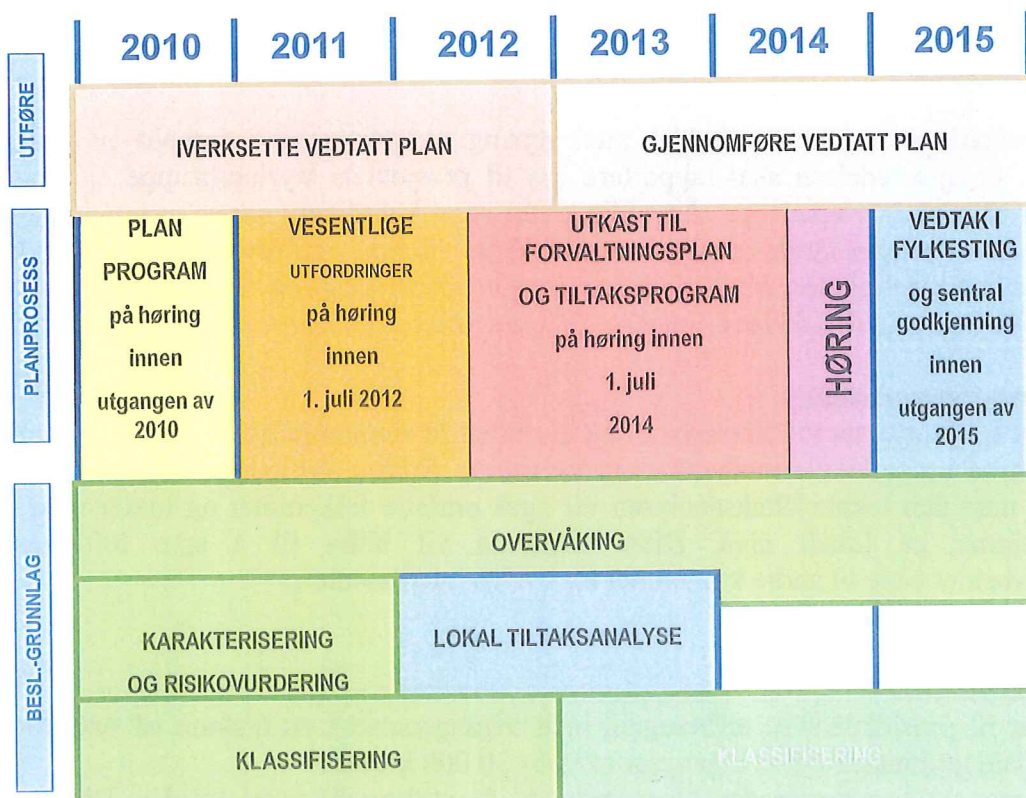 2010 2011 2012 2013 2014 2015
UTFØRE
IVERKSETTE VEDTATT PLAN
GJENNOMFØRE VEDTATT PLAN
PLANPROSESS
PLAN
PROGRAM
på høring
innen
utgangen av
2010
VESENTLIGE
UTFORDRINGER
på høring
innen
1. juli 2012
UTKAST TIL
FORVALTNINGSPLAN
OG TILTAKSPROGRAM
på høring innen
1. juli
2014
HØRING
VEDTAK I
FYLKESTING
og sentral
godkjenning
innen
utgangen av
2015
BESL.-GRUNNLAG
OVERVÅKING
KARAKTERISERING
OG RISIKOVURDERING
LOKAL TILTAKSANALYSE
KLASSIFISERING
KLASSIFISERING